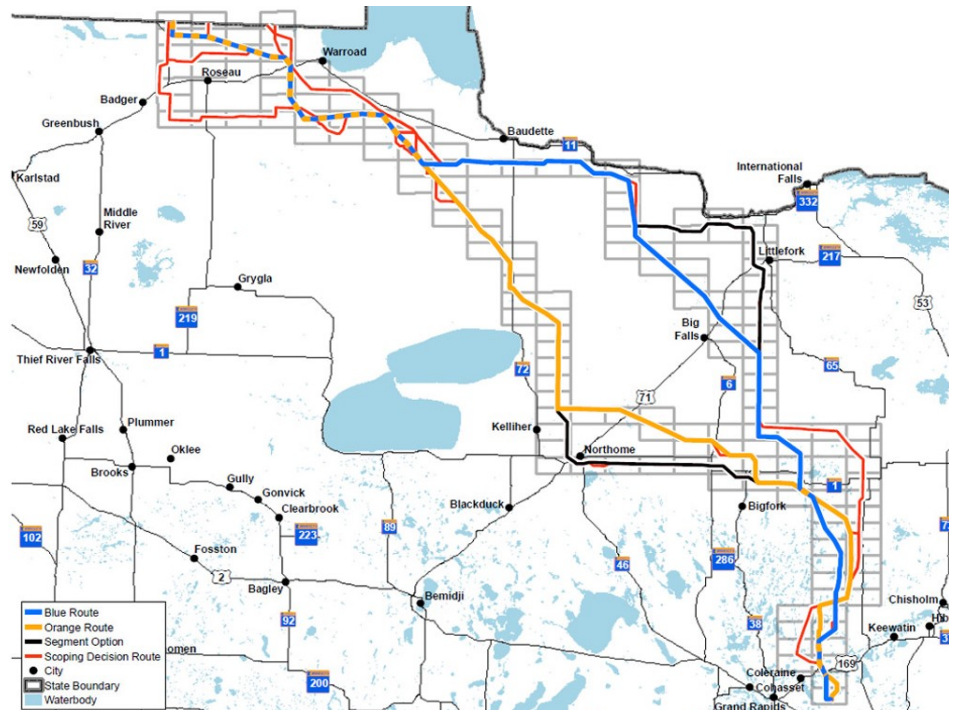 Warroad
Roseau
Badger
Greenbush
Baudette
11
International
Falls
332
Karlstad
59
Middle
River
Newfolden
32
Littlefork
217
53
Grygla
219
Big
Falls
Thief River Falls
1
72
6
65
71
Red Lake Falls
Plummer
Kelliher
Northome
Oklee
Brooks
Gully
Gonvick
Clearbrook
1
Blackduck
Bigfork
102
223
89
286
Fosston
2
Bagley
46
Bemidji
92
38
Chisholm
Keewatin
Blue Route
Orange Route
Segment Option
Scoping Decision Route
City
State Boundary
Waterbody
omen
200
169
Coleraine
Cohasset
Grand Rapids